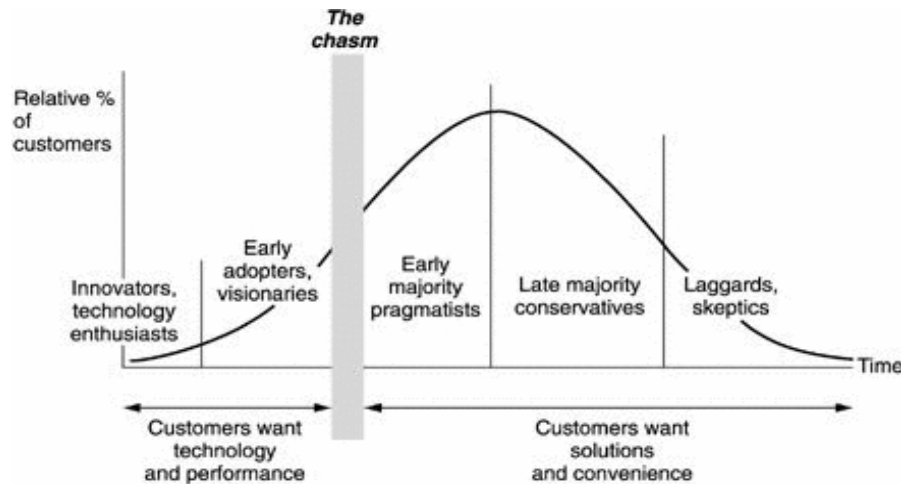 The
chasm
Relative %
of
customers
Innovators,
technology
enthusiasts
Early
adopters,
visionaries
Early
majority
pragmatists
Late majority
conservatives
Laggards,
skeptics
Time
Customers want
technology
and performance
Customers want
solutions
and convenience